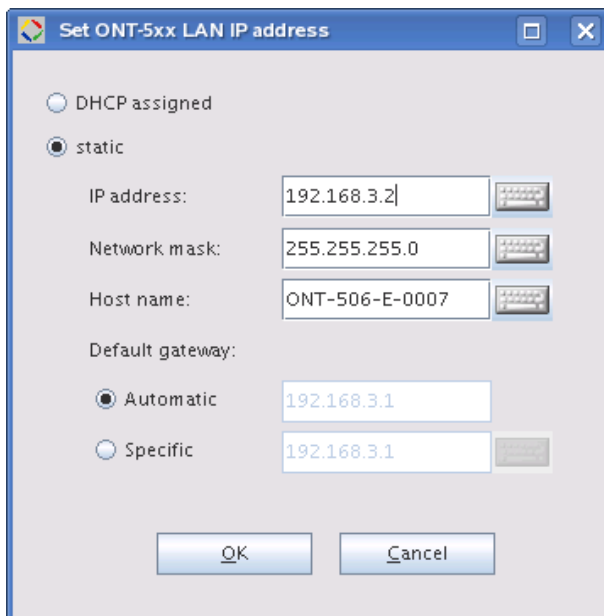 Set ONT-5xx LAN IP address
DHCP assigned
static
IP address: 192.168.3.2
Network mask: 255.255.255.0
Host name: ONT-506-E-0007
Default gateway:
Automatic 192.168.3.1
Specific 192.168.3.1
OK Cancel